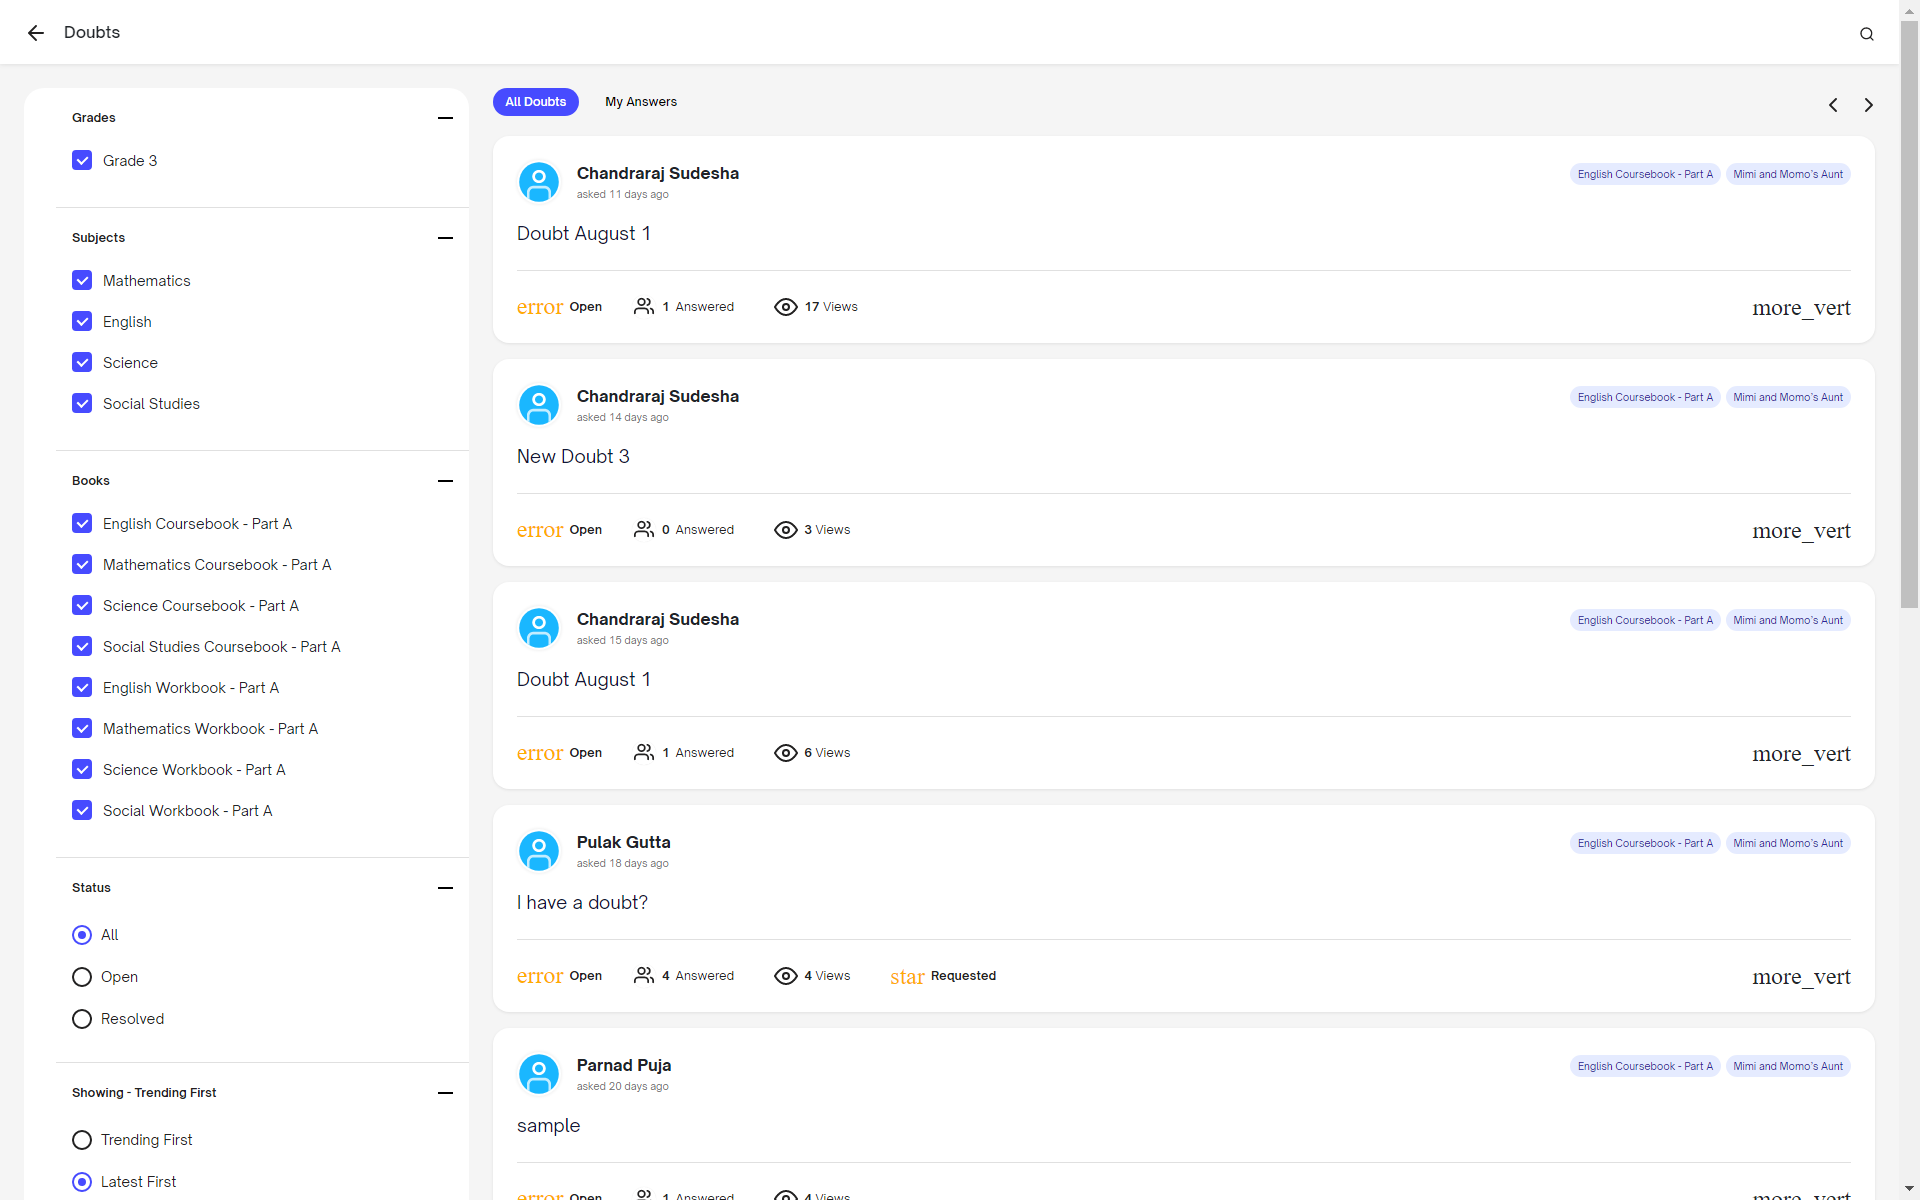 Doubts
Grades
Grade 3
Subjects
Mathematics
English
Science
Social Studies
Books
English Coursebook - Part A
Mathematics Coursebook - Part A
Science Coursebook - Part A
Social Studies Coursebook - Part A
English Workbook - Part A
Mathematics Workbook - Part A
Science Workbook - Part A
Social Workbook - Part A
Status
All
Open
Resolved
Showing - Trending First
Trending First
Latest First
All Doubts My Answers
Chandraraj Sudesha English Coursebook - Part A Mimi and Momo's Aunt
asked 11 days ago
Doubt August 1
error Open 1 Answered 17 Views more_vert
Chandraraj Sudesha English Coursebook - Part A Mimi and Momo's Aunt
asked 14 days ago
New Doubt 3
error Open 0 Answered 3 Views more_vert
Chandraraj Sudesha English Coursebook - Part A Mimi and Momo's Aunt
asked 15 days ago
Doubt August 1
error Open 1 Answered 6 Views more_vert
Pulak Gutta English Coursebook - Part A Mimi and Momo's Aunt
asked 18 days ago
I have a doubt?
error Open 4 Answered 4 Views star Requested more_vert
Parnad Puja English Coursebook - Part A Mimi and Momo's Aunt
asked 20 days ago
sample
error Open 1 Answered 4 Views more_vert